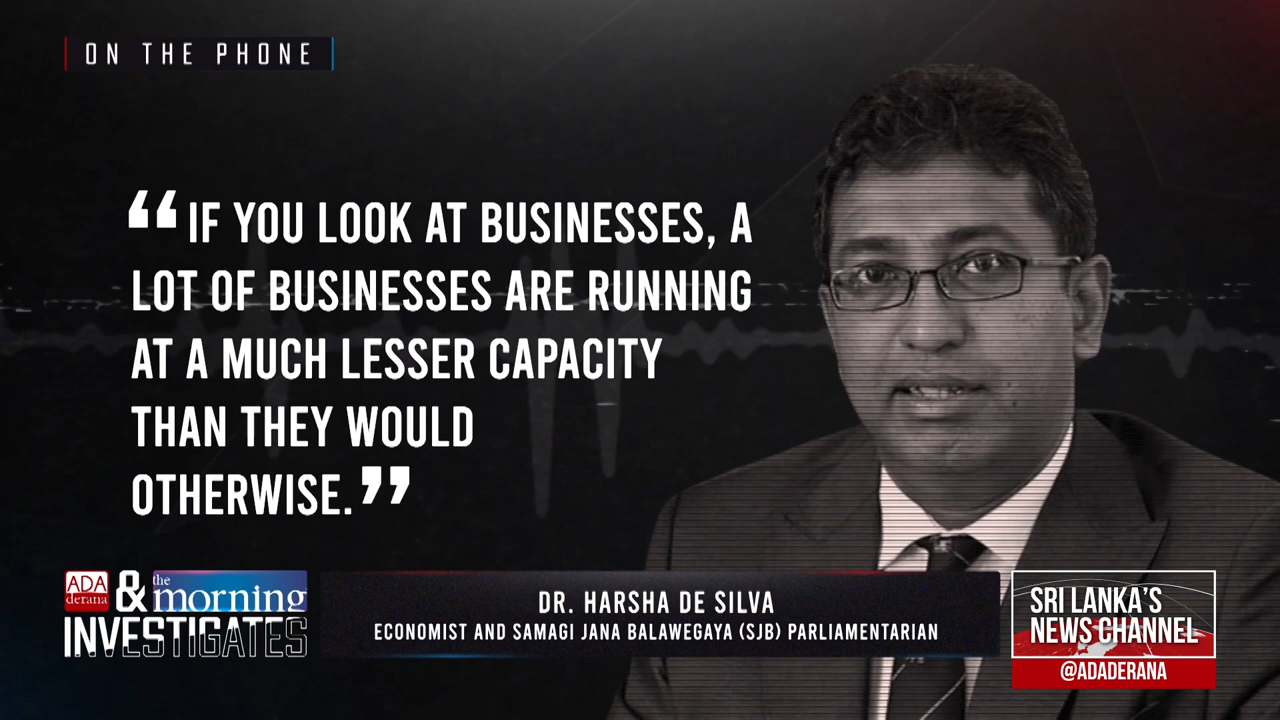 ON THE PHONE
“IF YOU LOOK AT BUSINESSES, A
LOT OF BUSINESSES ARE RUNNING
AT A MUCH LESSER CAPACITY
THAN THEY WOULD
OTHERWISE.”
ADA
derana
&
the
morning
INVESTIGATES
DR. HARSHA DE SILVA
ECONOMIST AND SAMAGI JANA BALAWEGAYA (SJB) PARLIAMENTARIAN
SRI LANKA'S
NEWS CHANNEL
@ADADERANA